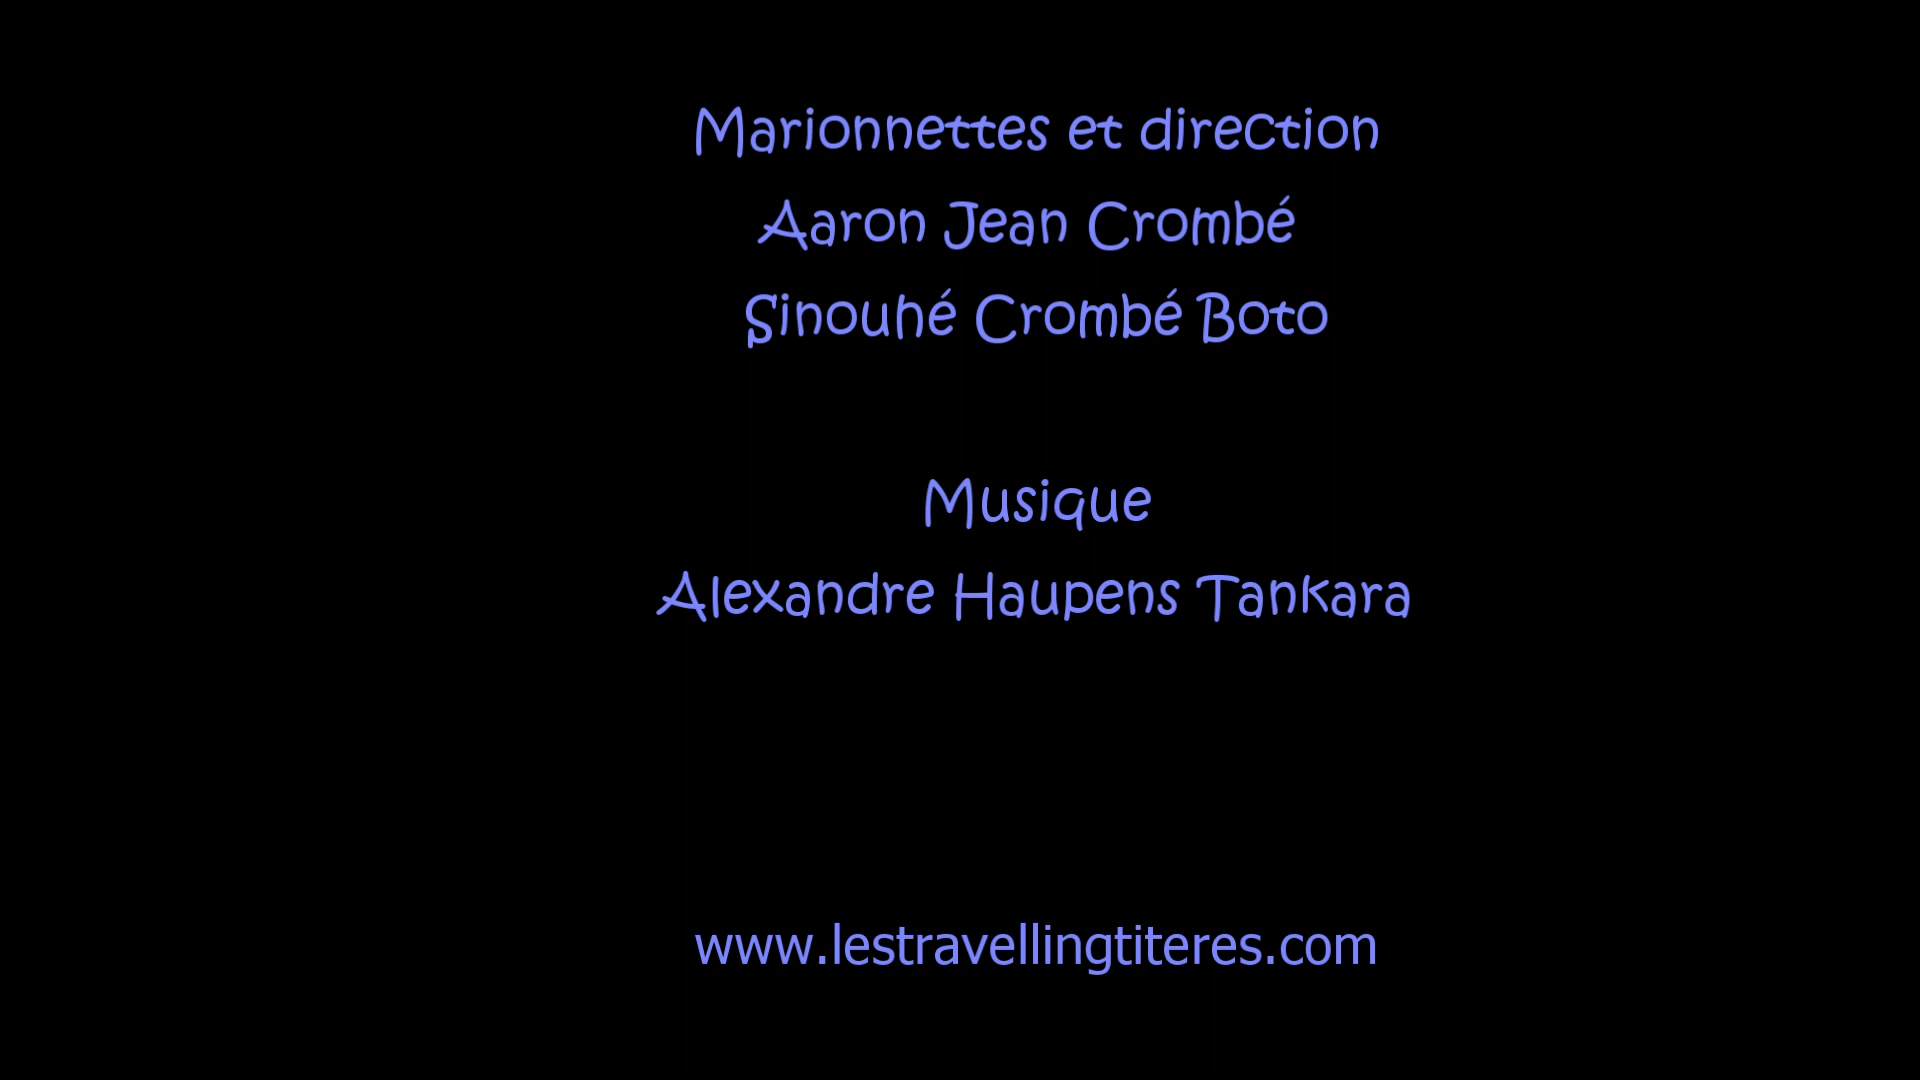 Marionnettes et direction
Aaron Jean Crombé
Sinouhé Crombé Boto
Musique
Alexandre Haupens Tankara
www.lestravellingtiteres.com